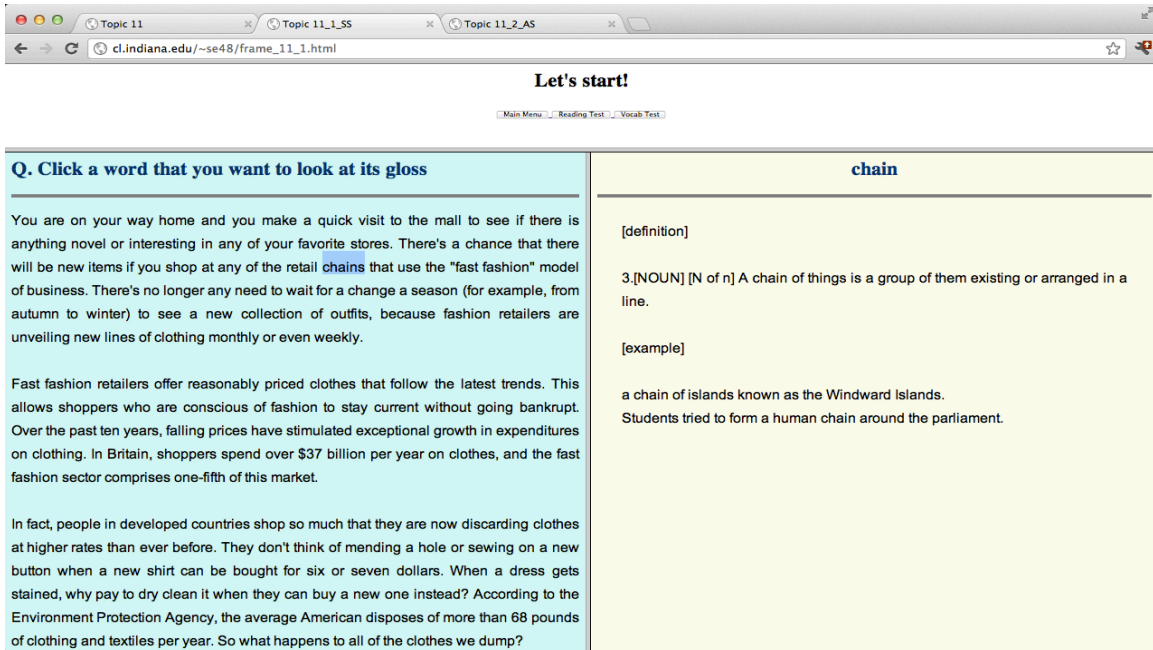 Topic 11
Topic 11_1_SS
Topic 11_2_AS
cl.indiana.edu/~se48/frame_11_1.html
Let's start!
Main Menu Reading Test Vocab Test
Q. Click a word that you want to look at its gloss
You are on your way home and you make a quick visit to the mall to see if there is
anything novel or interesting in any of your favorite stores. There's a chance that there
will be new items if you shop at any of the retail chains that use the "fast fashion" model
of business. There's no longer any need to wait for a change a season (for example, from
autumn to winter) to see a new collection of outfits, because fashion retailers are
unveiling new lines of clothing monthly or even weekly.
Fast fashion retailers offer reasonably priced clothes that follow the latest trends. This
allows shoppers who are conscious of fashion to stay current without going bankrupt.
Over the past ten years, falling prices have stimulated exceptional growth in expenditures
on clothing. In Britain, shoppers spend over $37 billion per year on clothes, and the fast
fashion sector comprises one-fifth of this market.
In fact, people in developed countries shop so much that they are now discarding clothes
at higher rates than ever before. They don't think of mending a hole or sewing on a new
button when a new shirt can be bought for six or seven dollars. When a dress gets
stained, why pay to dry clean it when they can buy a new one instead? According to the
Environment Protection Agency, the average American disposes of more than 68 pounds
of clothing and textiles per year. So what happens to all of the clothes we dump?
chain
[definition]
3.[NOUN] [N of n] A chain of things is a group of them existing or arranged in a
line.
[example]
a chain of islands known as the Windward Islands.
Students tried to form a human chain around the parliament.